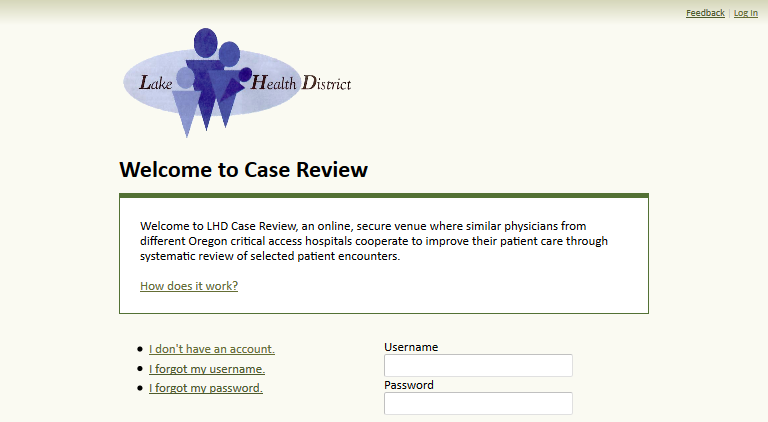 Feedback | Log In
Lake Health District
Welcome to Case Review
Welcome to LHD Case Review, an online, secure venue where similar physicians from
different Oregon critical access hospitals cooperate to improve their patient care through
systematic review of selected patient encounters.
How does it work?
I don't have an account.
I forgot my username.
I forgot my password.
Username
Password